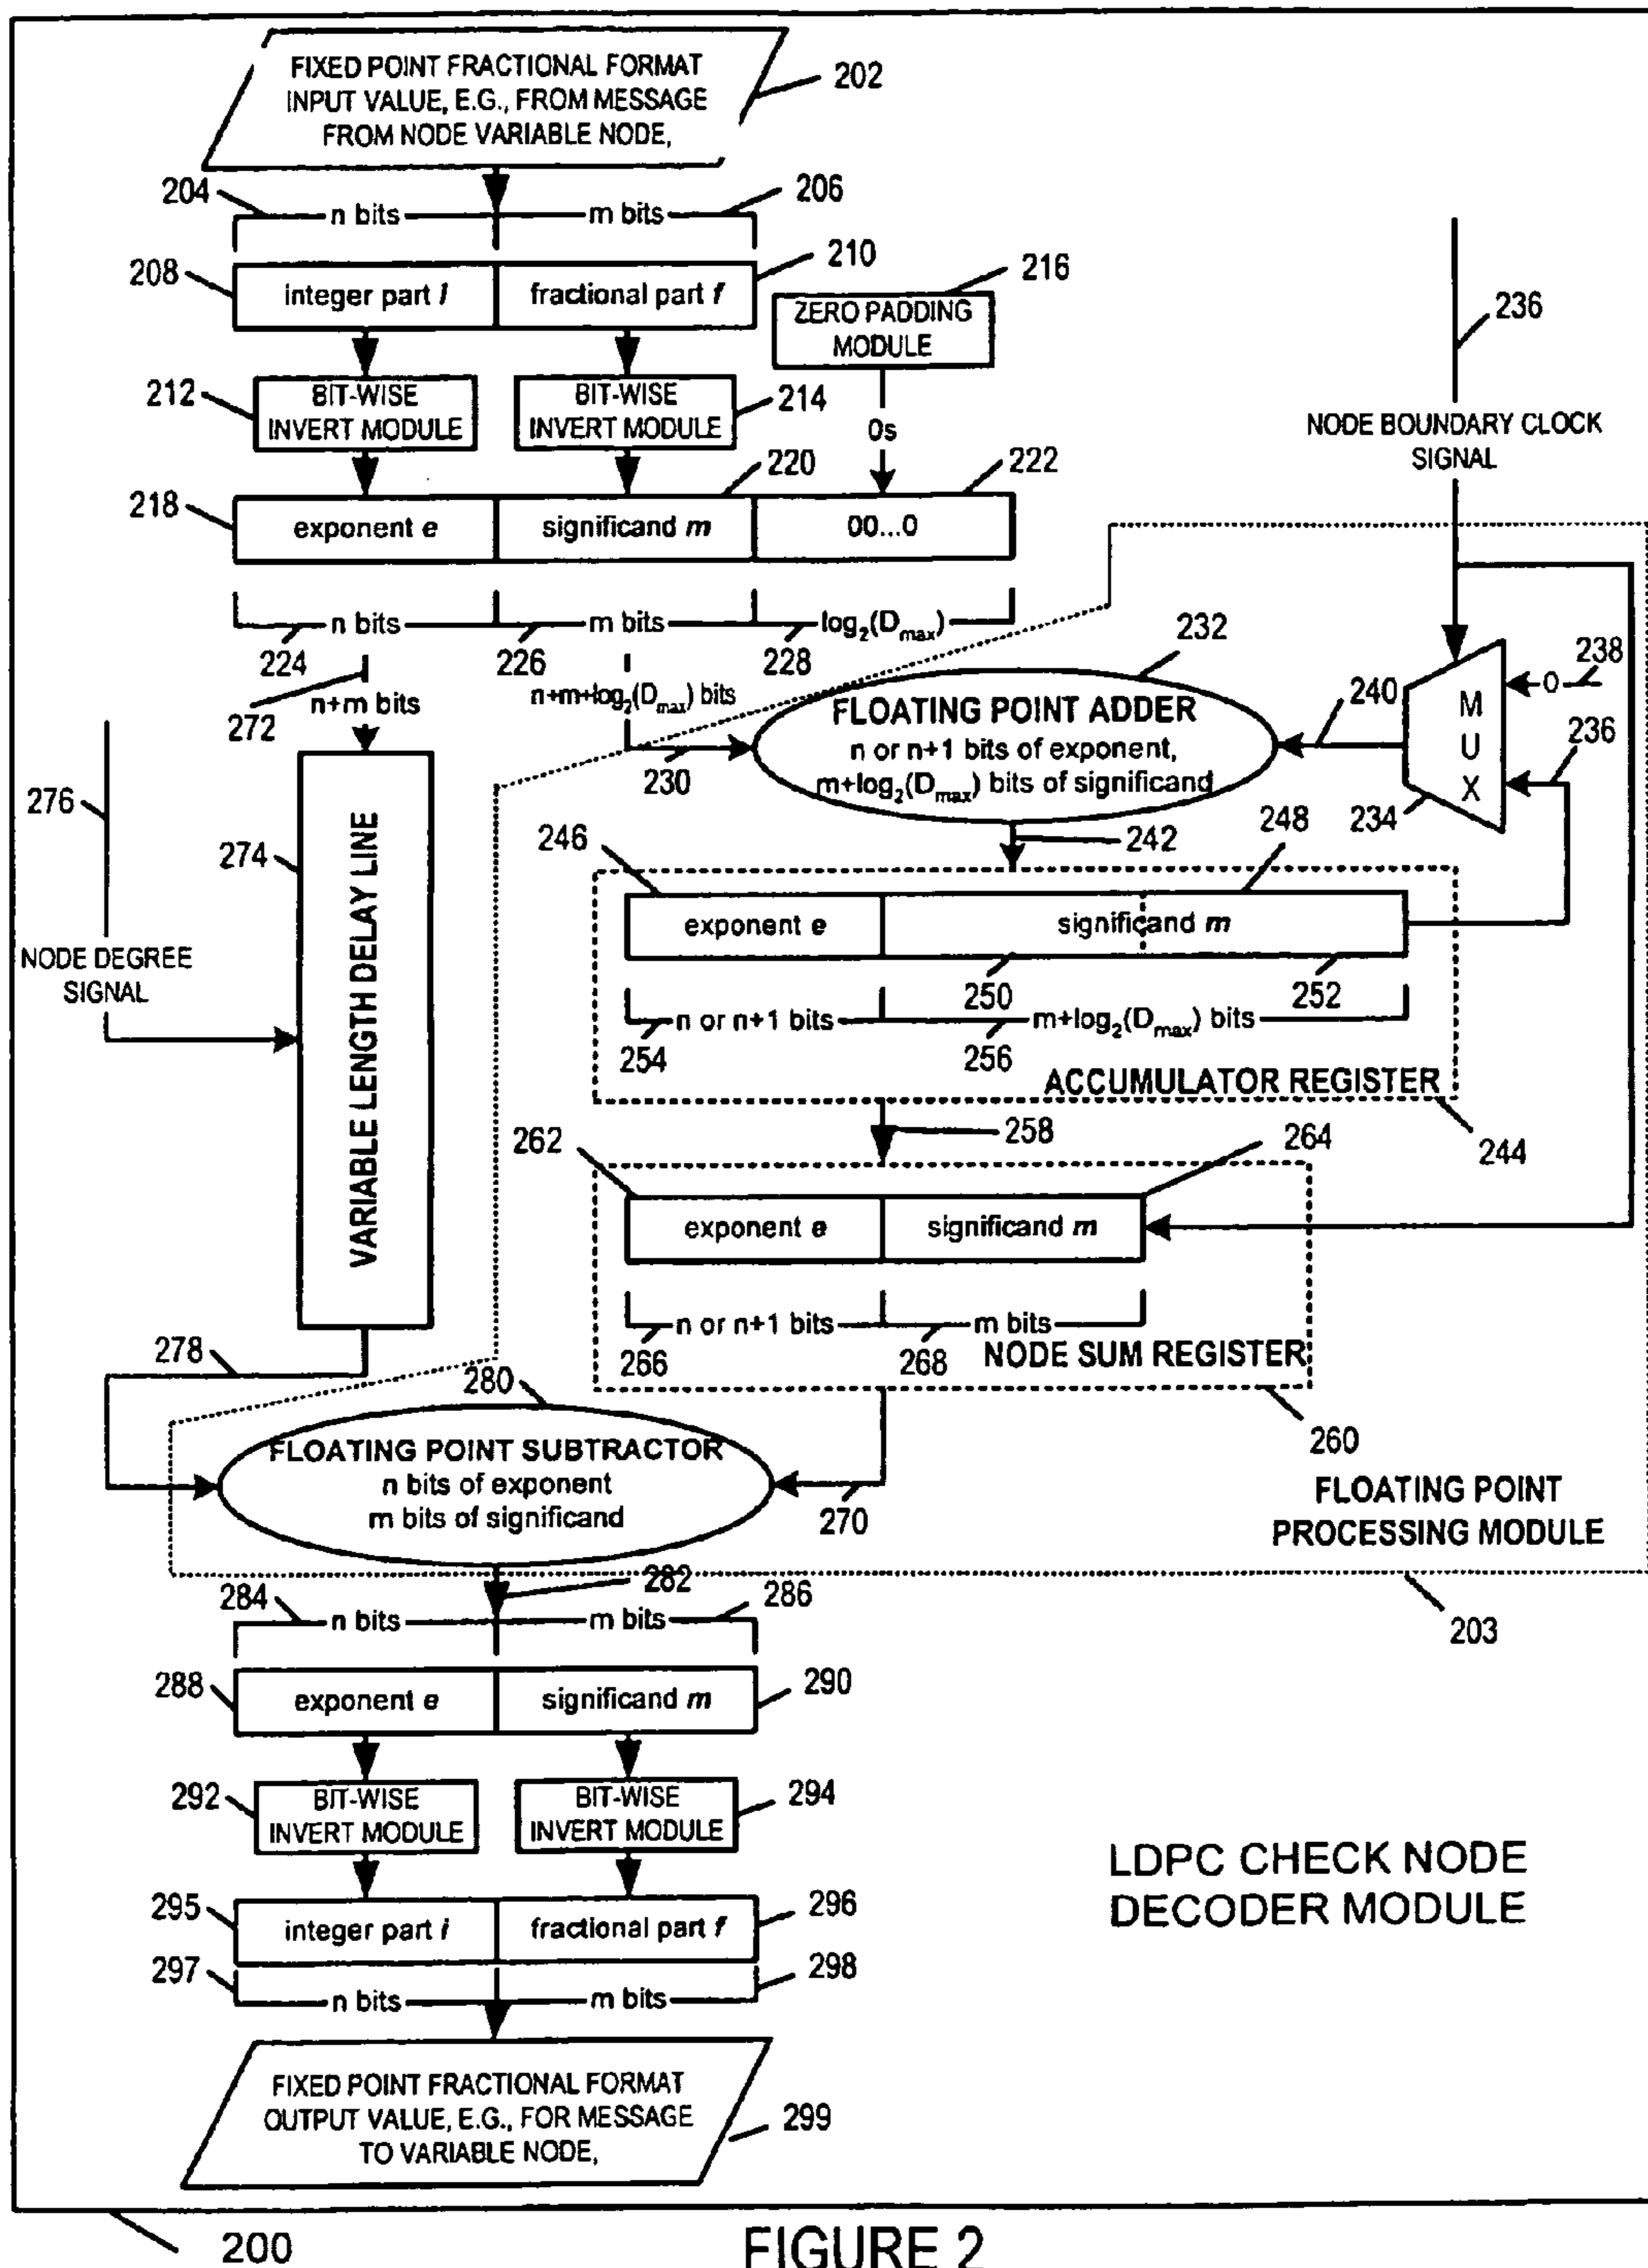 FIXED POINT FRACTIONAL FORMAT
INPUT VALUE, E.G., FROM MESSAGE
FROM NODE VARIABLE NODE,
202
204
n bits
m bits
206
208
integer part I
fractional part f
210
216
ZERO PADDING
MODULE
236
212
BIT-WISE
INVERT MODULE
BIT-WISE
INVERT MODULE
214
0s
NODE BOUNDARY CLOCK
SIGNAL
220
222
218
exponent e
significand m
00...0
n bits
m bits
log₂(Dmax)
224
226
228
272
n+m bits
n+m+log₂(Dmax) bits
230
232
FLOATING POINT ADDER
n or n+1 bits of exponent,
m+log₂(Dmax) bits of significand
240
MUX
0
238
236
234
276
274
NODE DEGREE
SIGNAL
VARIABLE LENGTH DELAY LINE
242
246
248
exponent e
significand m
250
252
n or n+1 bits
m+log₂(Dmax) bits
254
256
ACCUMULATOR REGISTER
244
258
262
264
exponent e
significand m
n or n+1 bits
m bits
266
268
NODE SUM REGISTER
260
278
280
FLOATING POINT SUBTRACTOR
n bits of exponent
m bits of significand
270
FLOATING POINT
PROCESSING MODULE
203
282
284
n bits
m bits
286
288
exponent e
significand m
290
292
BIT-WISE
INVERT MODULE
BIT-WISE
INVERT MODULE
294
295
integer part i
fractional part f
296
297
n bits
m bits
298
LDPC CHECK NODE
DECODER MODULE
FIXED POINT FRACTIONAL FORMAT
OUTPUT VALUE, E.G., FOR MESSAGE
TO VARIABLE NODE,
299
200
FIGURE 2